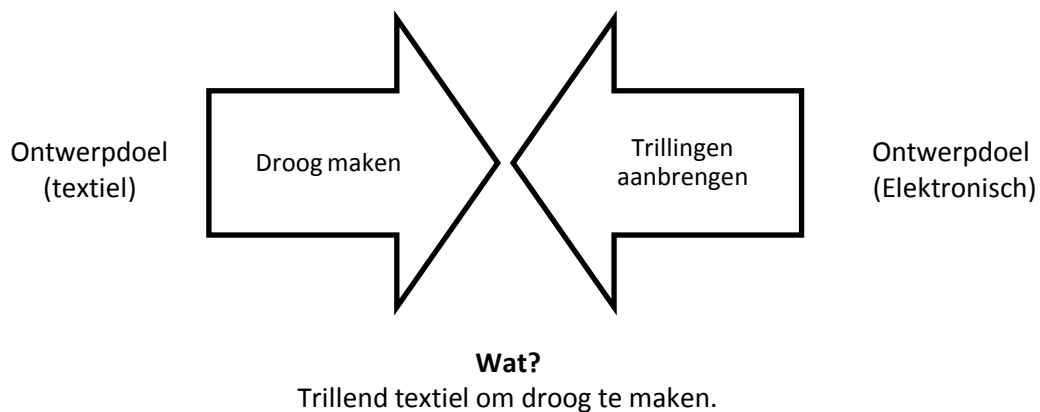 Ontwerpdoel
(textiel)
Droog maken
Trillingen
aanbrengen
Ontwerpdoel
(Elektronisch)
Wat?
Trillend textiel om droog te maken.